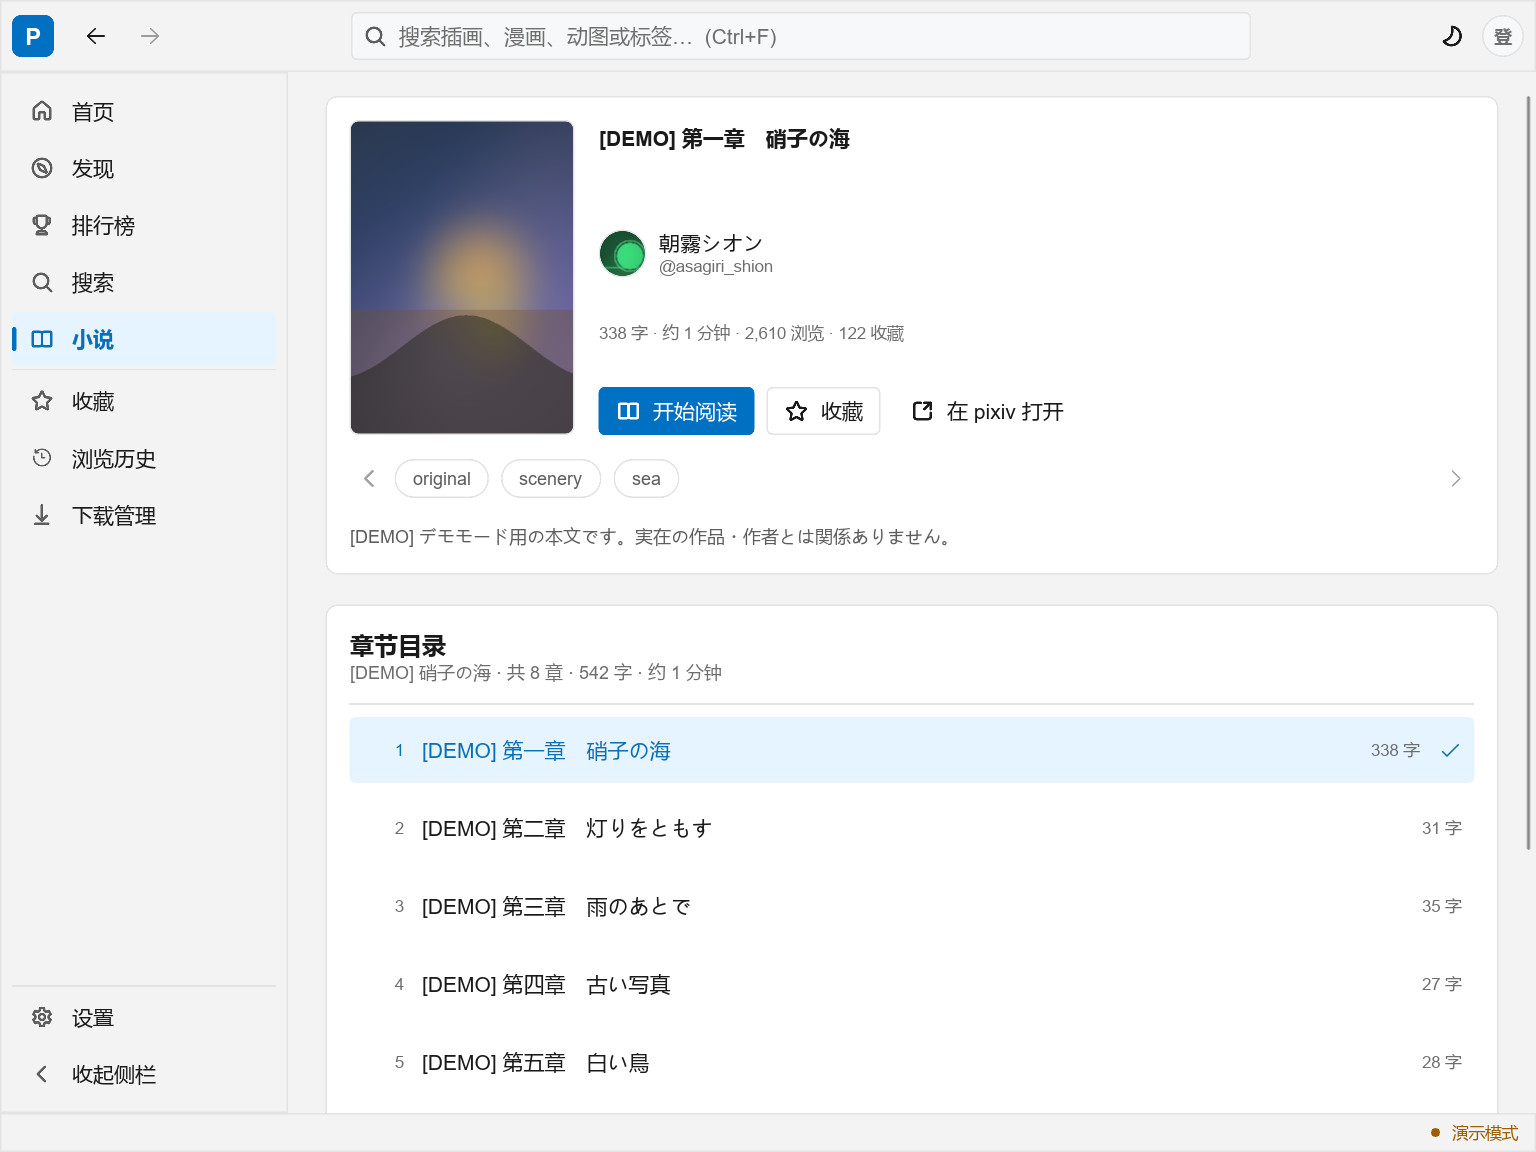 P
搜索插画、漫画、动图或标签… (Ctrl+F)
登
首页
发现
排行榜
搜索
小说
收藏
浏览历史
下载管理
设置
收起侧栏
[DEMO] 第一章　硝子の海
朝霧シオン
@asagiri_shion
338 字 · 约 1 分钟 · 2,610 浏览 · 122 收藏
开始阅读
收藏
在 pixiv 打开
original
scenery
sea
[DEMO] デモモード用の本文です。実在の作品・作者とは関係ありません。
章节目录
[DEMO] 硝子の海 · 共 8 章 · 542 字 · 约 1 分钟
1 [DEMO] 第一章　硝子の海 338 字
2 [DEMO] 第二章　灯りをともす 31 字
3 [DEMO] 第三章　雨のあとで 35 字
4 [DEMO] 第四章　古い写真 27 字
5 [DEMO] 第五章　白い鳥 28 字
演示模式